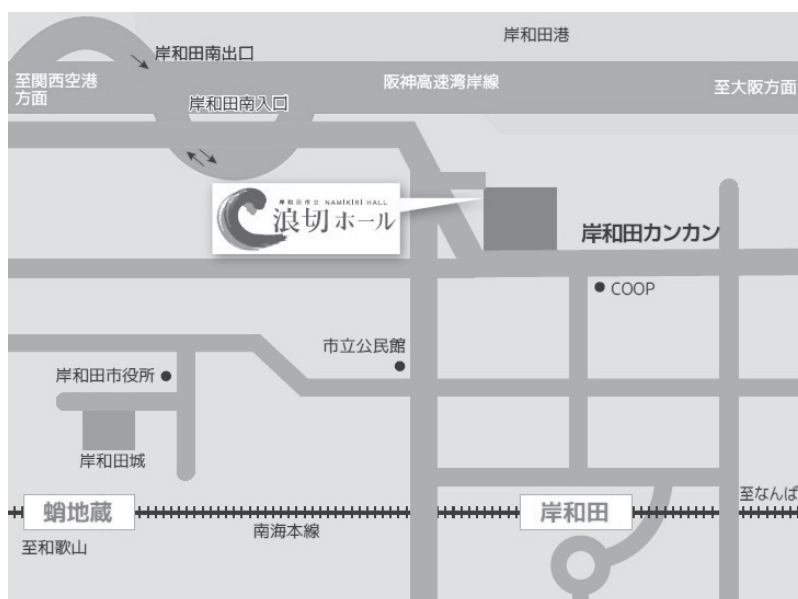 岸和田港
岸和田南出口
至関西空港
方面
阪神高速湾岸線
至大阪方面
岸和田南入口
岸和田市立 NAMIKIRI HALL
浪切ホール
岸和田カンカン
COOP
市立公民館
岸和田市役所
岸和田城
至なんば
蛸地蔵
岸和田
南海本線
至和歌山